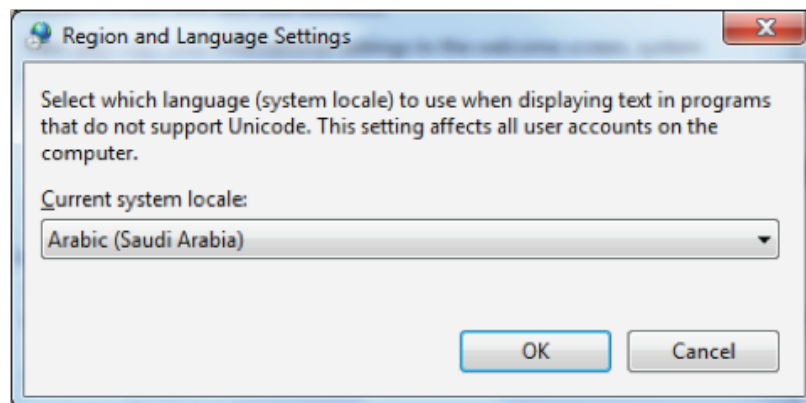 Region and Language Settings
Select which language (system locale) to use when displaying text in programs
that do not support Unicode. This setting affects all user accounts on the
computer.
Current system locale:
Arabic (Saudi Arabia)
OK Cancel